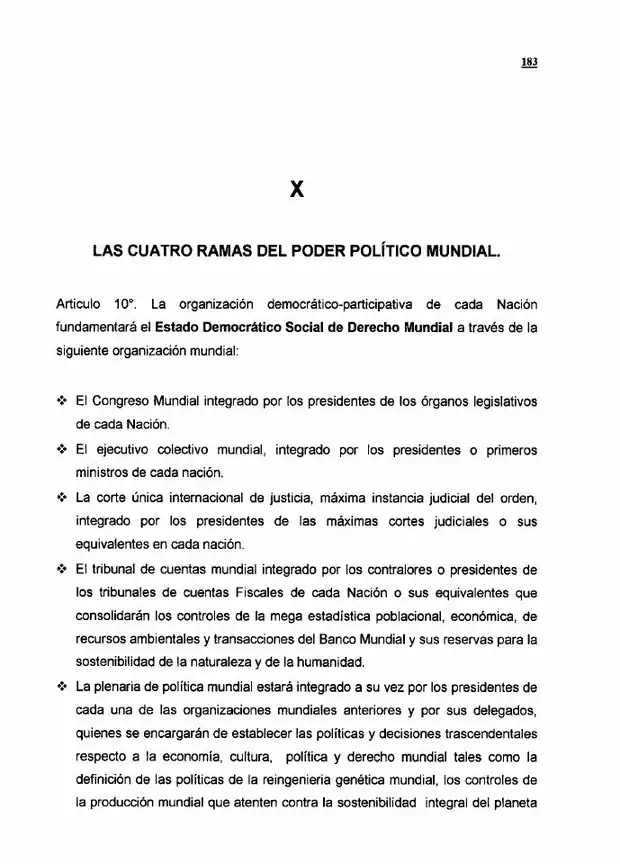 183
X
LAS CUATRO RAMAS DEL PODER POLÍTICO MUNDIAL.
Articulo 10°. La organización democrático-participativa de cada Nación
fundamentará el Estado Democrático Social de Derecho Mundial a través de la
siguiente organización mundial:
❖ El Congreso Mundial integrado por los presidentes de los órganos legislativos
de cada Nación.
❖ El ejecutivo colectivo mundial, integrado por los presidentes o primeros
ministros de cada nación.
❖ La corte única internacional de justicia, máxima instancia judicial del orden,
integrado por los presidentes de las máximas cortes judiciales o sus
equivalentes en cada nación.
❖ El tribunal de cuentas mundial integrado por los contralores o presidentes de
los tribunales de cuentas Fiscales de cada Nación o sus equivalentes que
consolidarán los controles de la mega estadística poblacional, económica, de
recursos ambientales y transacciones del Banco Mundial y sus reservas para la
sostenibilidad de la naturaleza y de la humanidad.
❖ La plenaria de política mundial estará integrado a su vez por los presidentes de
cada una de las organizaciones mundiales anteriores y por sus delegados,
quienes se encargarán de establecer las políticas y decisiones trascendentales
respecto a la economía, cultura, política y derecho mundial tales como la
definición de las políticas de la reingenieria genética mundial, los controles de
la producción mundial que atenten contra la sostenibilidad integral del planeta